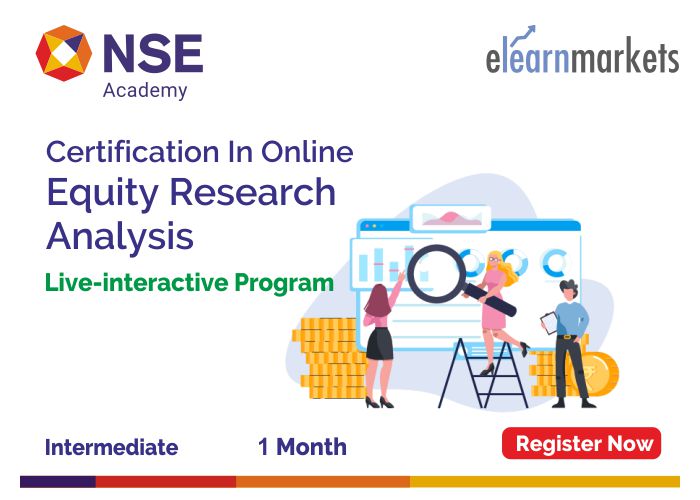 NSE
Academy
elearnmarkets
Certification In Online
Equity Research
Analysis
Live-interactive Program
Intermediate
1 Month
Register Now